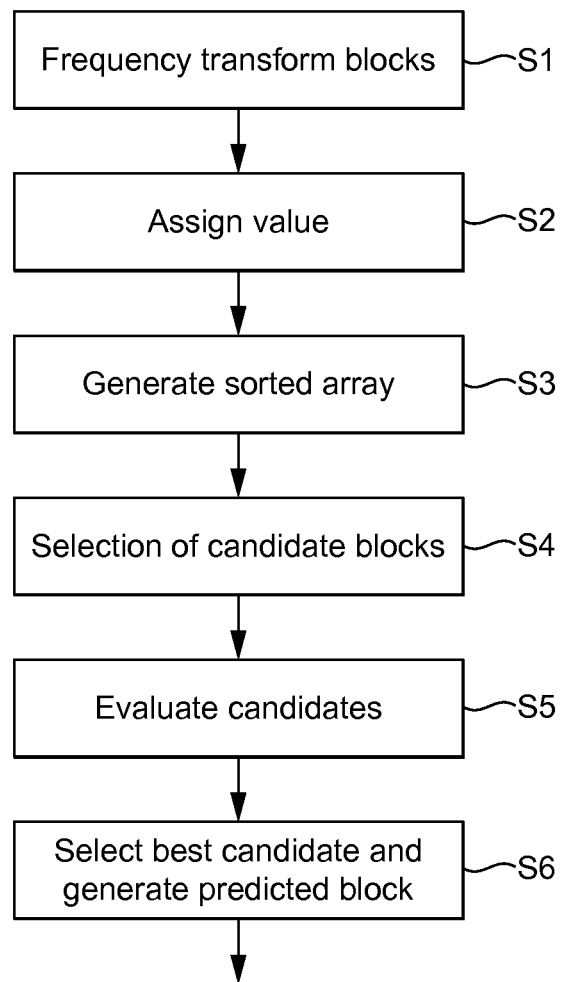 Frequency transform blocks S1
Assign value S2
Generate sorted array S3
Selection of candidate blocks S4
Evaluate candidates S5
Select best candidate and
generate predicted block S6